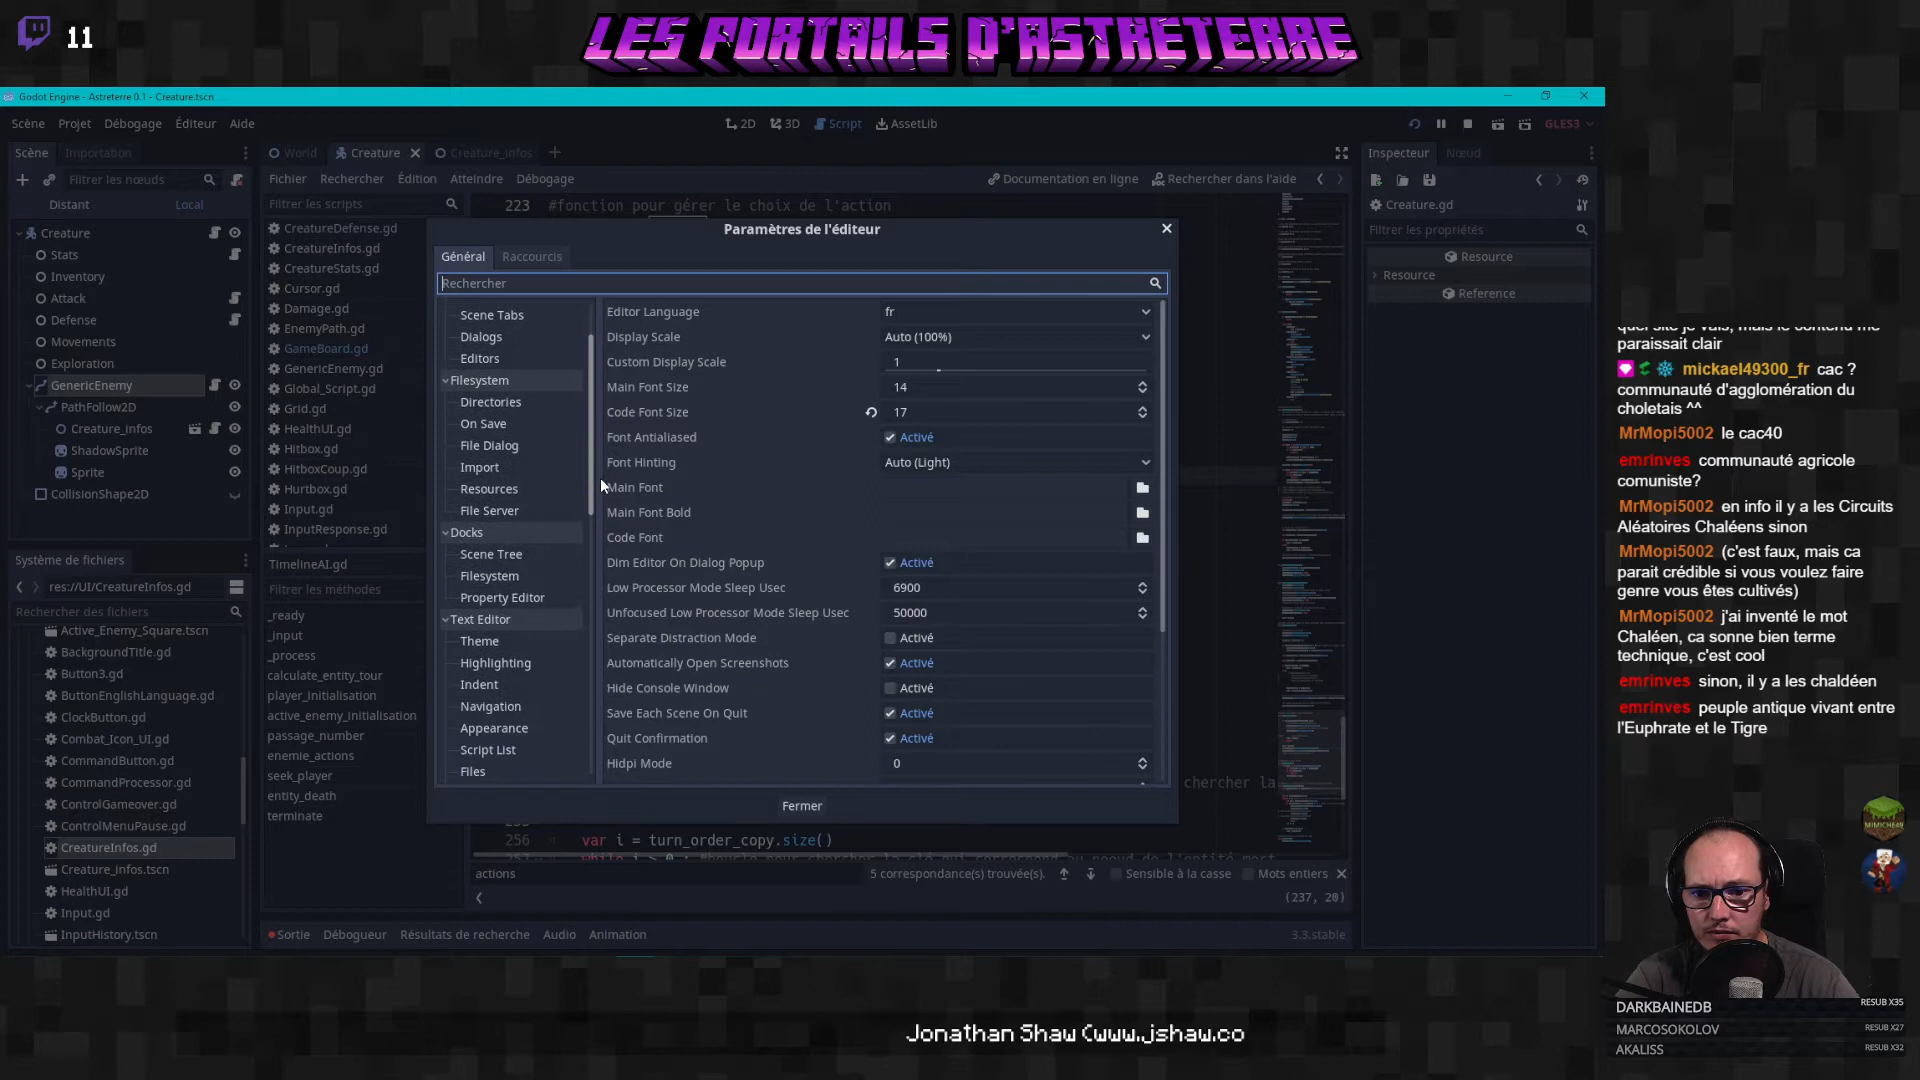 11
LES PORTAILS D'ASTRETERRE
Godot Engine - Astreterre 0.1 - Creature.tscn
Scène Projet Débogage Éditeur Aide
2D 3D Script AssetLib
GLES3
Scène Importation
World Creature Creature_infos
Inspecteur Nœud
Filtrer les nœuds
Fichier Rechercher Édition Atteindre Débogage
Documentation en ligne Rechercher dans l'aide
Distant Local
Filtrer les scripts
223 #fonction pour gérer le choix de l'action
Creature.gd
Filtrer les propriétés
Resource
Resource
Reference
Creature
Stats
Inventory
Attack
Defense
Movements
Exploration
GenericEnemy
PathFollow2D
Creature_infos
ShadowSprite
Sprite
CollisionShape2D
CreatureDefense.gd
CreatureInfos.gd
CreatureStats.gd
Cursor.gd
Damage.gd
EnemyPath.gd
GameBoard.gd
GenericEnemy.gd
Global_Script.gd
Grid.gd
HealthUI.gd
Hitbox.gd
HitboxCoup.gd
Hurtbox.gd
Input.gd
InputResponse.gd
TimelineAI.gd
Filtrer les méthodes
_ready
_input
_process
calculate_entity_tour
player_initialisation
active_enemy_initialisation
passage_number
enemie_actions
seek_player
entity_death
terminate
Système de fichiers
res://UI/CreatureInfos.gd
Rechercher des fichiers
Active_Enemy_Square.tscn
BackgroundTitle.gd
Button3.gd
ButtonEnglishLanguage.gd
ClockButton.gd
Combat_Icon_UI.gd
CommandButton.gd
CommandProcessor.gd
ControlGameover.gd
ControlMenuPause.gd
CreatureInfos.gd
Creature_infos.tscn
HealthUI.gd
Input.gd
InputHistory.tscn
Paramètres de l'éditeur
Général Raccourcis
Rechercher
Scene Tabs
Dialogs
Editors
Filesystem
Directories
On Save
File Dialog
Import
Resources
File Server
Docks
Scene Tree
Filesystem
Property Editor
Text Editor
Theme
Highlighting
Indent
Navigation
Appearance
Script List
Files
Editor Language fr
Display Scale Auto (100%)
Custom Display Scale 1
Main Font Size 14
Code Font Size 17
Font Antialiased Activé
Font Hinting Auto (Light)
Main Font
Main Font Bold
Code Font
Dim Editor On Dialog Popup Activé
Low Processor Mode Sleep Usec 6900
Unfocused Low Processor Mode Sleep Usec 50000
Separate Distraction Mode Activé
Automatically Open Screenshots Activé
Hide Console Window Activé
Save Each Scene On Quit Activé
Quit Confirmation Activé
Hidpi Mode 0
Fermer
chercher la
256 var i = turn_order_copy.size()
actions
5 correspondance(s) trouvée(s). Sensible à la casse Mots entiers
(237, 20)
Sortie Débogueur Résultats de recherche Audio Animation
3.3.stable
quel site je vais, mais le contenu me
paraissait clair
mickael49300_fr cac ?
communauté d'agglomération du
choletais ^^
MrMopi5002 le cac40
emrinves communauté agricole
comuniste?
MrMopi5002 en info il y a les Circuits
Aléatoires Chaléens sinon
MrMopi5002 (c'est faux, mais ca
parait crédible si vous voulez faire
genre vous êtes cultivés)
MrMopi5002 j'ai inventé le mot
Chaléen, ca sonne bien terme
technique, c'est cool
emrinves sinon, il y a les chaldéen
emrinves peuple antique vivant entre
l'Euphrate et le Tigre
MIMICHE49
DARKBAINEDB RESUB X35
MARCOSOKOLOV RESUB X27
AKALISS RESUB X32
Jonathan Shaw (www.jshaw.co